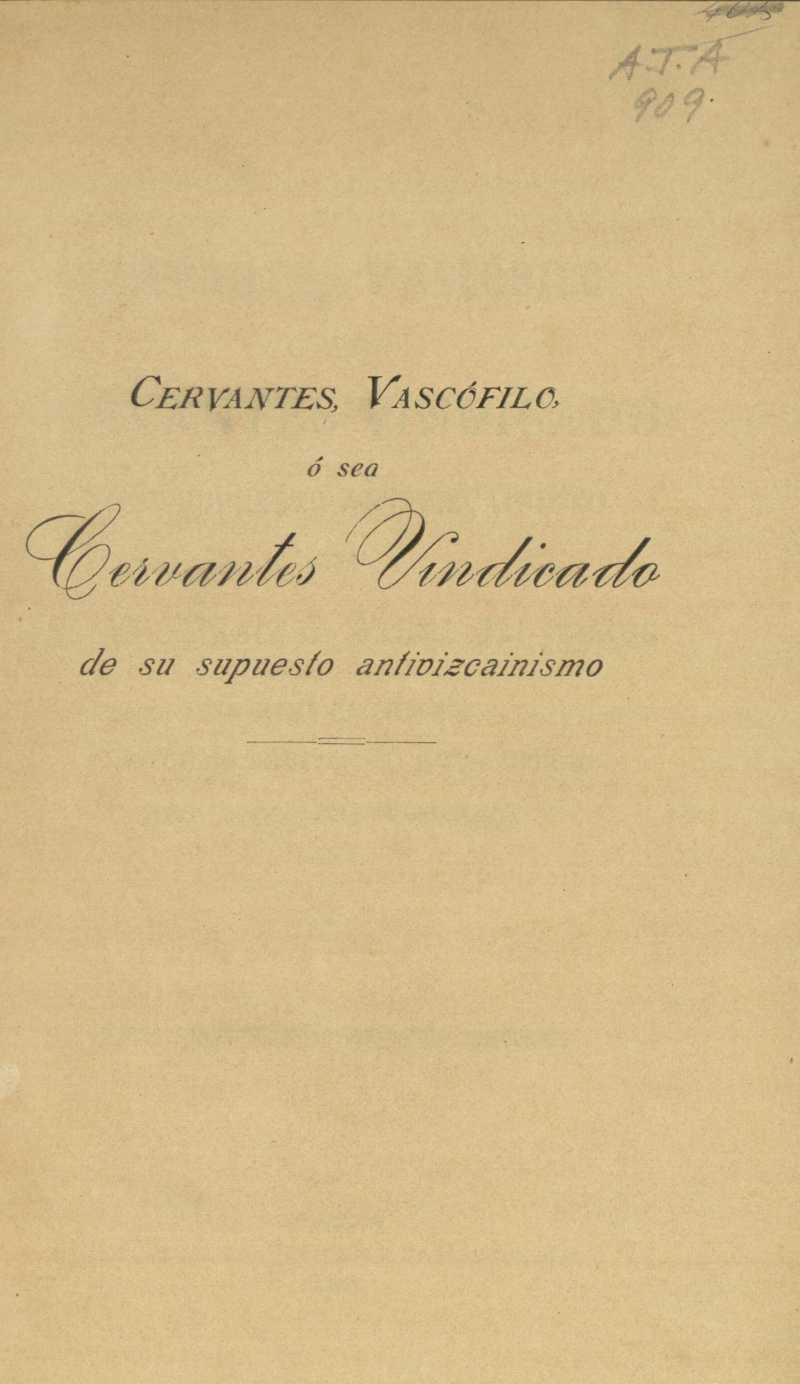 A.T.A
909.
CERVANTES, VASCÓFILO,
ó sea
Cervantes Vindicado
de su supuesto antivizcainismo